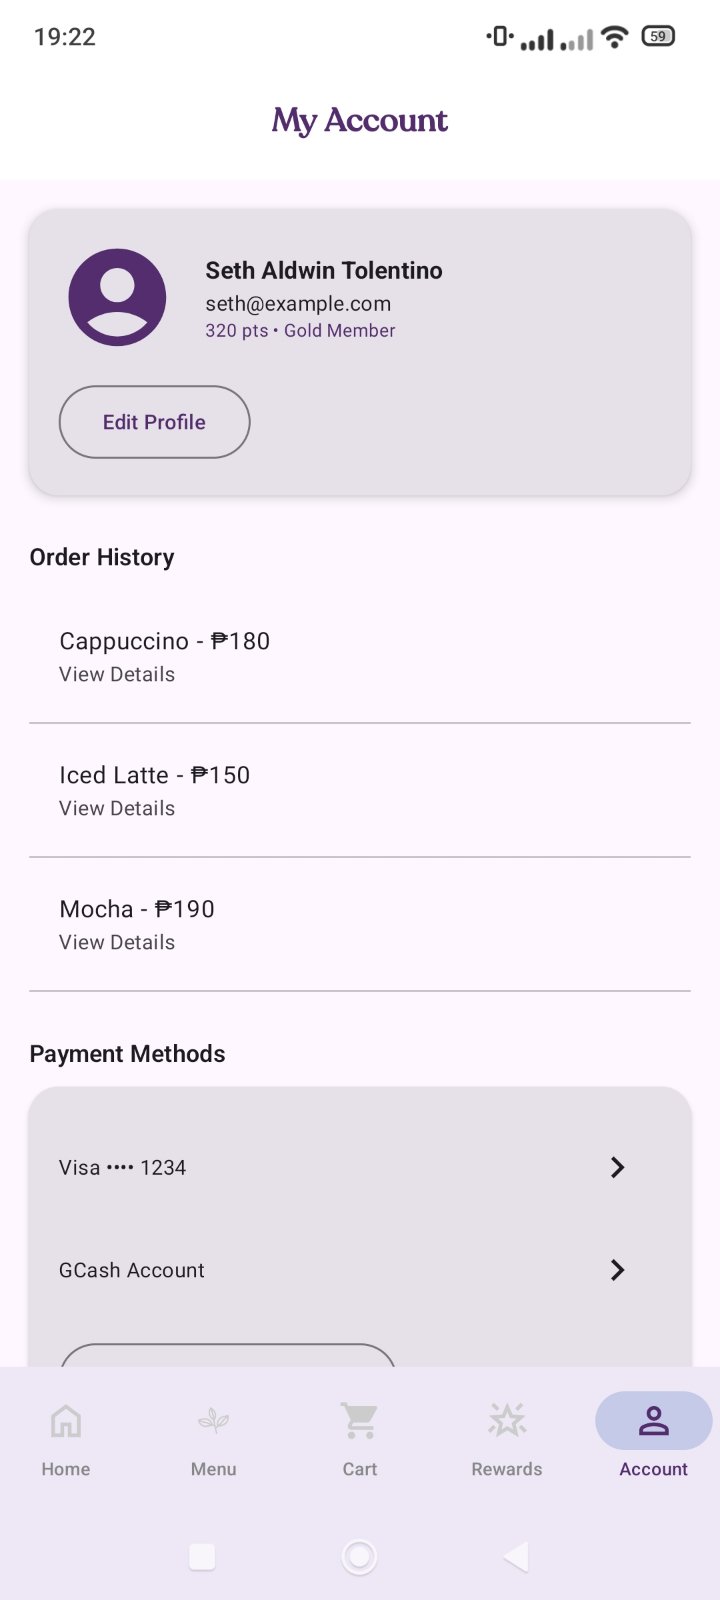 19:22
59
My Account
Seth Aldwin Tolentino
seth@example.com
320 pts • Gold Member
Edit Profile
Order History
Cappuccino - ₱180
View Details
Iced Latte - ₱150
View Details
Mocha - ₱190
View Details
Payment Methods
Visa •••• 1234
GCash Account
Home
Menu
Cart
Rewards
Account